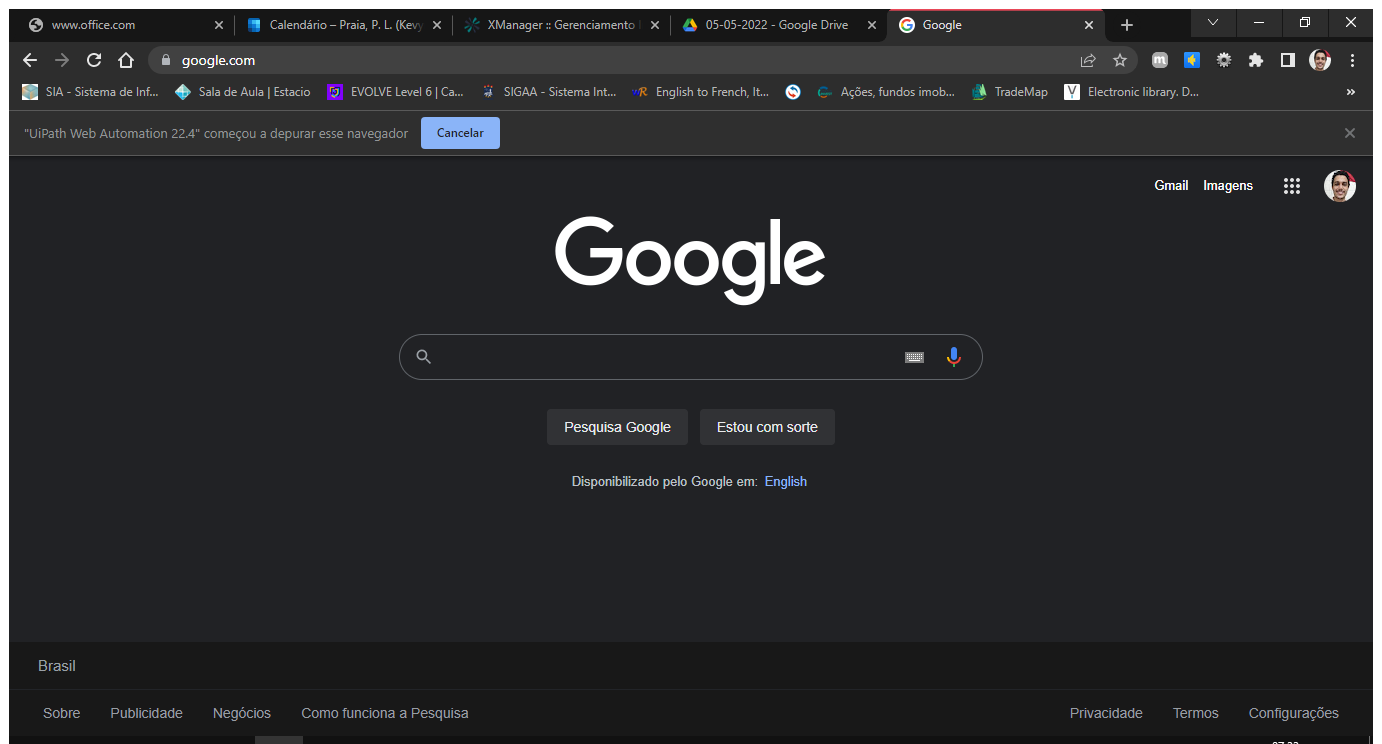 www.office.com
Calendário – Praia, P. L. (Kevy
XManager :: Gerenciamento
05-05-2022 - Google Drive
Google
google.com
SIA - Sistema de Inf...
Sala de Aula | Estacio
EVOLVE Level 6 | Ca...
SIGAA - Sistema Int...
English to French, It...
Ações, fundos imob...
TradeMap
Electronic library. D...
"UiPath Web Automation 22.4" começou a depurar esse navegador
Cancelar
Gmail
Imagens
Google
Pesquisa Google
Estou com sorte
Disponibilizado pelo Google em: English
Brasil
Sobre
Publicidade
Negócios
Como funciona a Pesquisa
Privacidade
Termos
Configurações